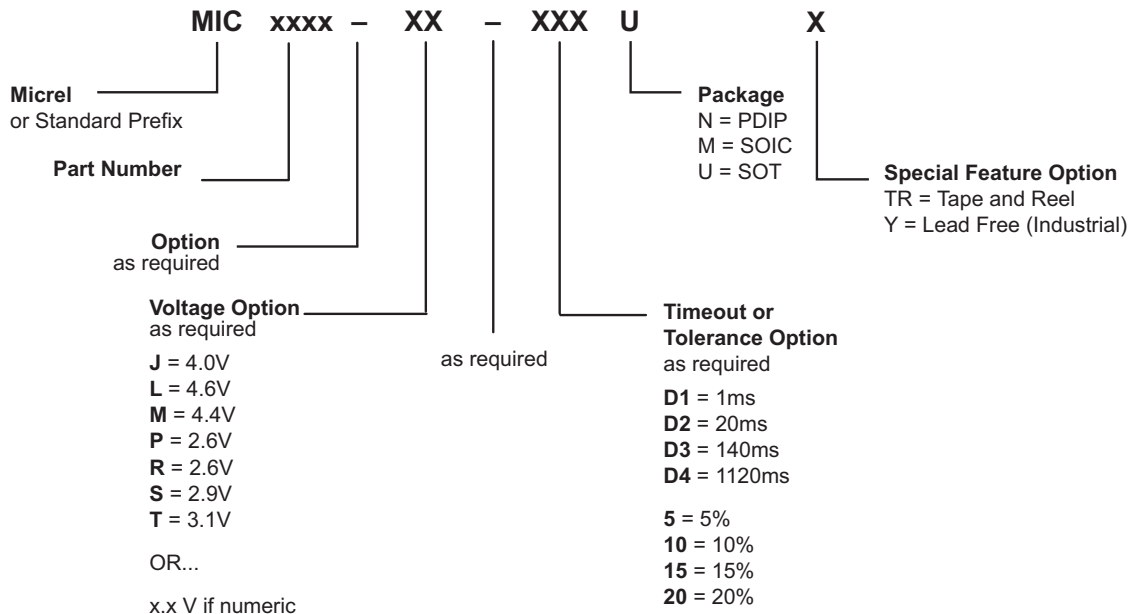 MIC xxxx – XX – XXX U X
Micrel
or Standard Prefix
Part Number
Option
as required
Voltage Option
as required
J = 4.0V
L = 4.6V
M = 4.4V
P = 2.6V
R = 2.6V
S = 2.9V
T = 3.1V
OR...
x.x V if numeric
as required
Timeout or
Tolerance Option
as required
D1 = 1ms
D2 = 20ms
D3 = 140ms
D4 = 1120ms
5 = 5%
10 = 10%
15 = 15%
20 = 20%
Package
N = PDIP
M = SOIC
U = SOT
Special Feature Option
TR = Tape and Reel
Y = Lead Free (Industrial)